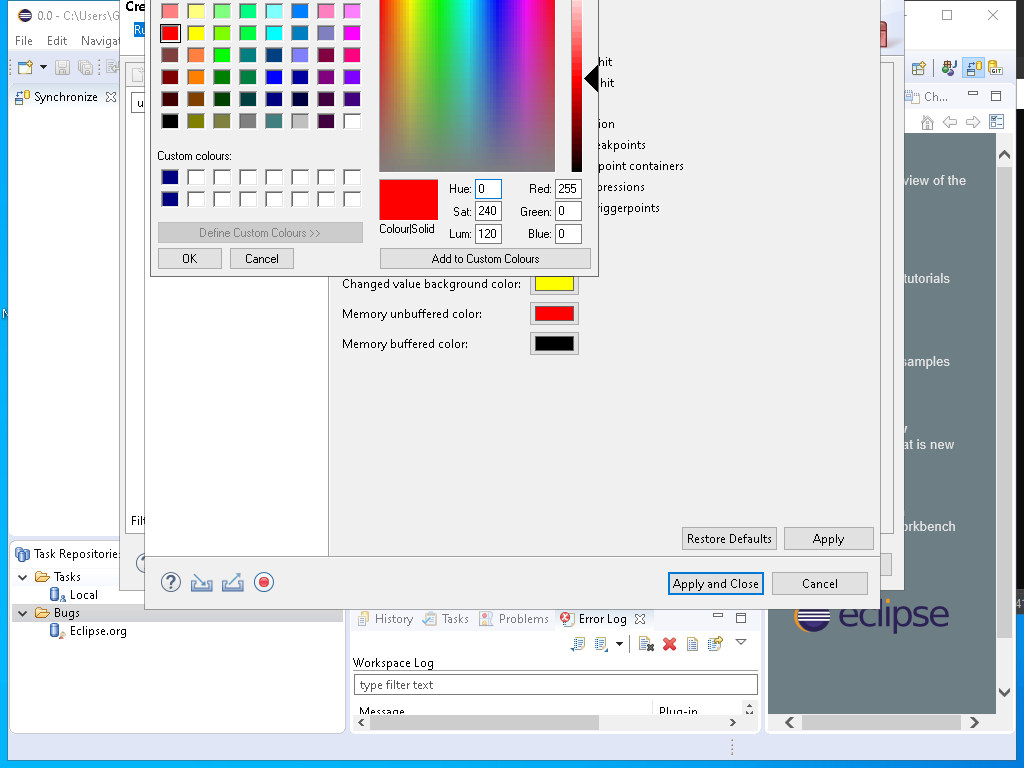 0.0 - C:\Users\G
Cre
Ru
File Edit Navigat
Synchronize
Ch...
u
hit
hit
ion
eakpoints
point containers
pressions
riggerpoints
view of the
tutorials
samples
at is new
orkbench
eclipse
Custom colours:
Define Custom Colours >>
OK
Cancel
Colour|Solid
Hue: 0
Red: 255
Sat: 240
Green: 0
Lum: 120
Blue: 0
Add to Custom Colours
Changed value background color:
Memory unbuffered color:
Memory buffered color:
Filt
Restore Defaults
Apply
Apply and Close
Cancel
Task Repositories
Tasks
Local
Bugs
Eclipse.org
History
Tasks
Problems
Error Log
Workspace Log
type filter text
Message
Plug-in